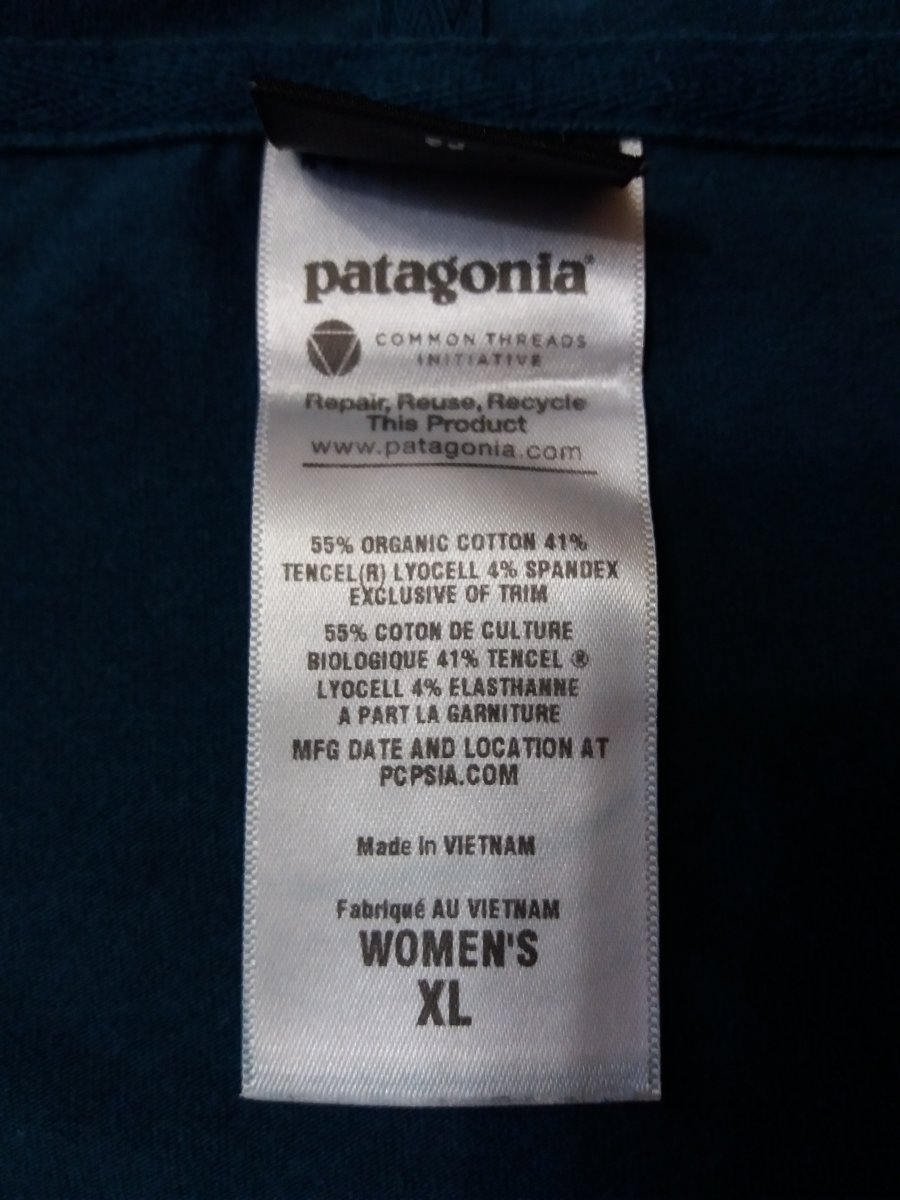 patagonia®
COMMON THREADS
INITIATIVE
Repair, Reuse, Recycle
This Product
www.patagonia.com
55% ORGANIC COTTON 41%
TENCEL(R) LYOCELL 4% SPANDEX
EXCLUSIVE OF TRIM
55% COTON DE CULTURE
BIOLOGIQUE 41% TENCEL ®
LYOCELL 4% ELASTHANNE
A PART LA GARNITURE
MFG DATE AND LOCATION AT
PCPSIA.COM
Made in VIETNAM
Fabriqué AU VIETNAM
WOMEN'S
XL